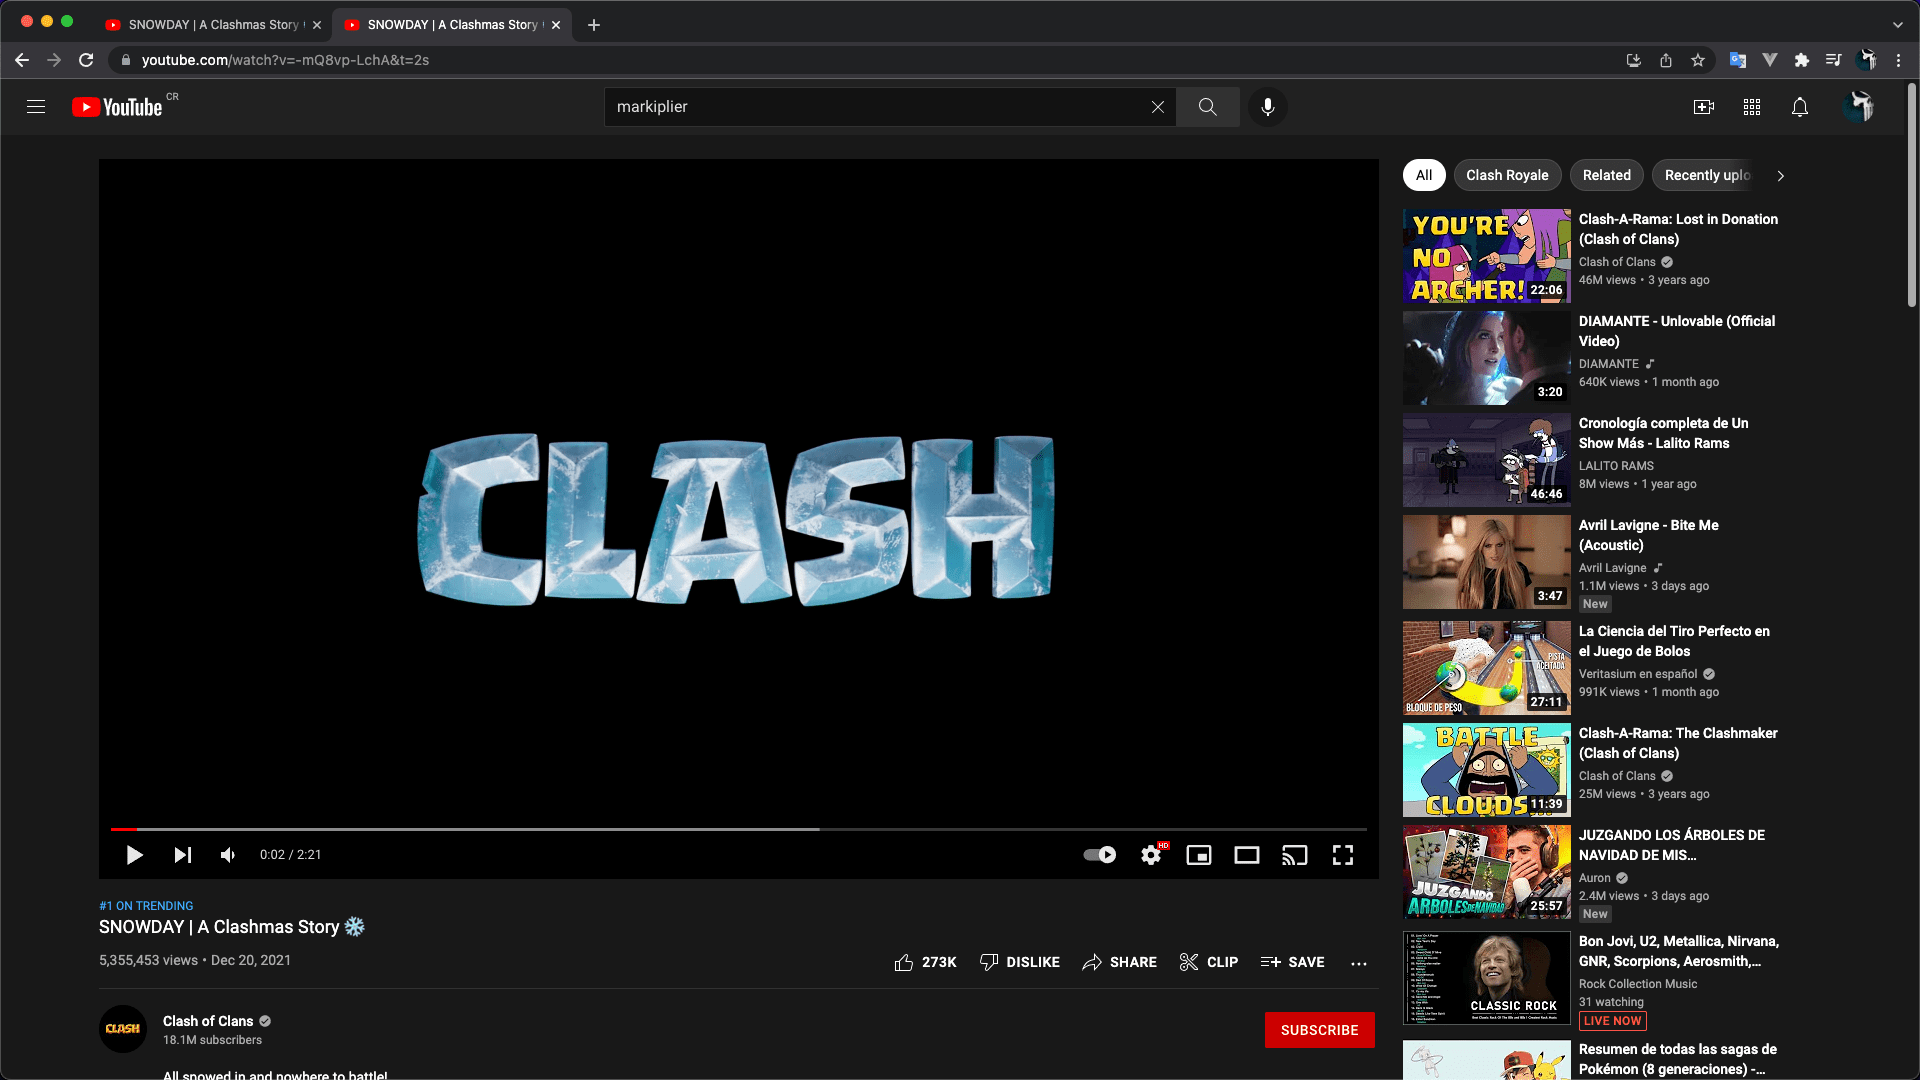 SNOWDAY | A Clashmas Story
SNOWDAY | A Clashmas Story
youtube.com/watch?v=-mQ8vp-LchA&t=2s
YouTube CR
markiplier
CLASH
HD
0:02 / 2:21
#1 ON TRENDING
SNOWDAY | A Clashmas Story
5,355,453 views • Dec 20, 2021
273K DISLIKE SHARE CLIP SAVE
CLASH
Clash of Clans
18.1M subscribers
SUBSCRIBE
All snowed in and nowhere to battle!
All Clash Royale Related Recently uplo
YOU'RE
NO
ARCHER!
22:06
Clash-A-Rama: Lost in Donation
(Clash of Clans)
Clash of Clans
46M views • 3 years ago
3:20
DIAMANTE - Unlovable (Official
Video)
DIAMANTE
640K views • 1 month ago
46:46
Cronología completa de Un
Show Más - Lalito Rams
LALITO RAMS
8M views • 1 year ago
3:47
Avril Lavigne - Bite Me
(Acoustic)
Avril Lavigne
1.1M views • 3 days ago
New
PISTA
ACEITADA
BLOQUE DE PESO
27:11
La Ciencia del Tiro Perfecto en
el Juego de Bolos
Veritasium en español
991K views • 1 month ago
BATTLE
CLOUDS
11:39
Clash-A-Rama: The Clashmaker
(Clash of Clans)
Clash of Clans
25M views • 3 years ago
JUZGANDO
ÁRBOLES DE NAVIDAD
25:57
JUZGANDO LOS ÁRBOLES DE
NAVIDAD DE MIS...
Auron
2.4M views • 3 days ago
New
CLASSIC ROCK
Bon Jovi, U2, Metallica, Nirvana,
GNR, Scorpions, Aerosmith,...
Rock Collection Music
31 watching
LIVE NOW
Resumen de todas las sagas de
Pokémon (8 generaciones) -...